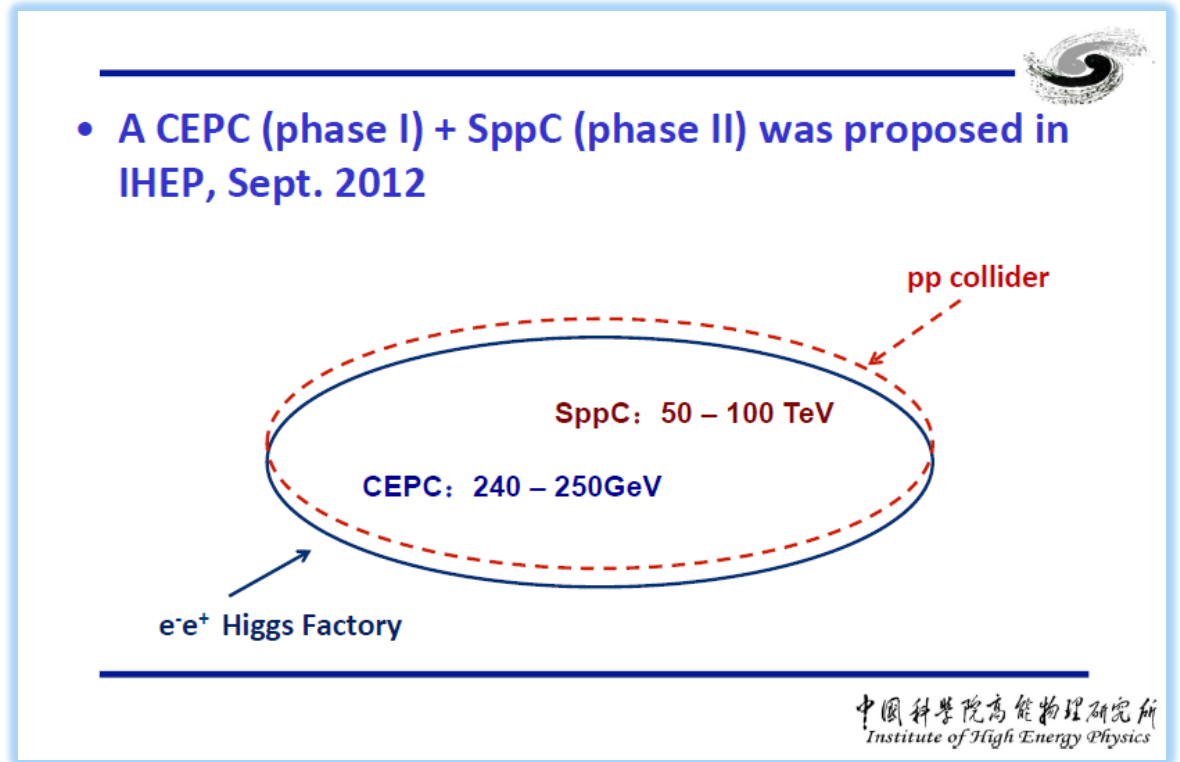 • A CEPC (phase I) + SppC (phase II) was proposed in
IHEP, Sept. 2012
pp collider
SppC：50 – 100 TeV
CEPC：240 – 250GeV
e⁻e⁺ Higgs Factory
中国科学院高能物理研究所
Institute of High Energy Physics